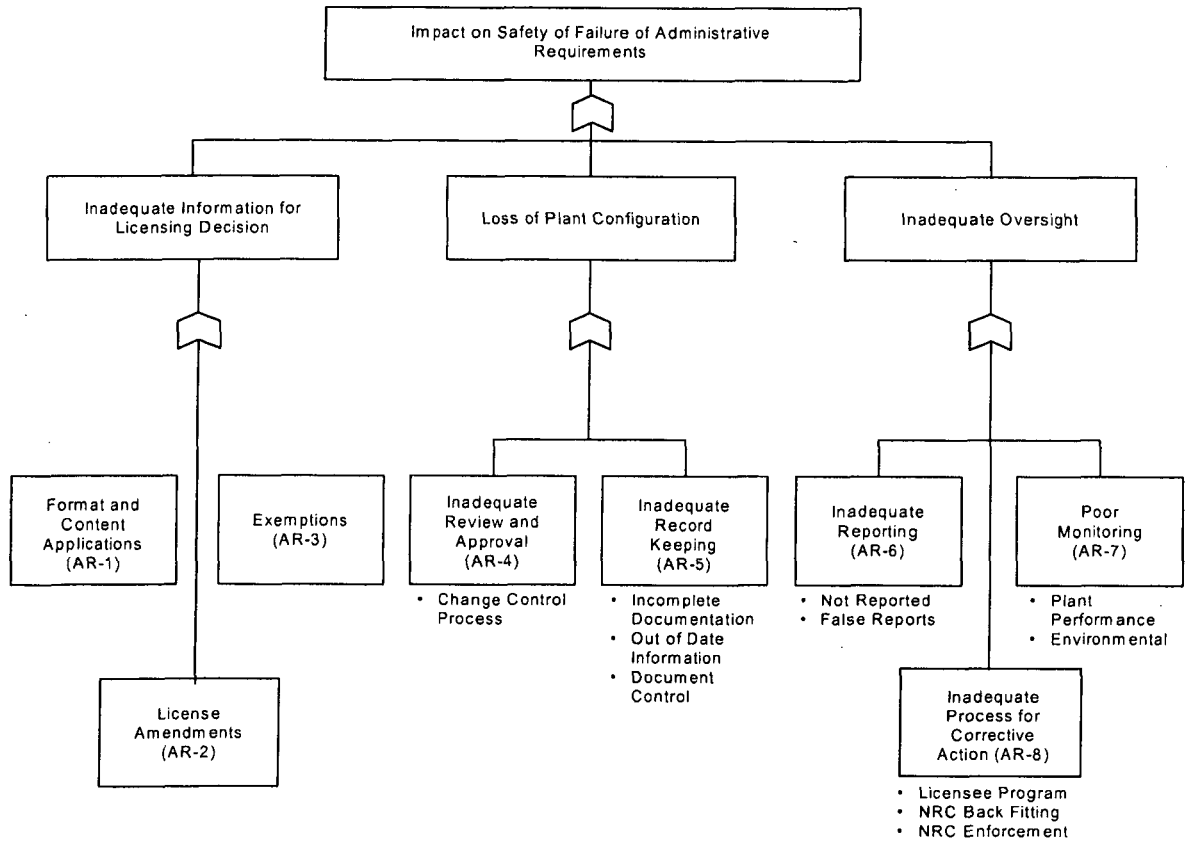 Impact on Safety of Failure of Administrative
Requirements
Inadequate Information for
Licensing Decision
Loss of Plant Configuration
Inadequate Oversight
Format and
Content
Applications
(AR-1)
Exemptions
(AR-3)
Inadequate
Review and
Approval
(AR-4)
• Change Control
Process
Inadequate
Record
Keeping
(AR-5)
• Incomplete
Documentation
• Out of Date
Information
• Document
Control
Inadequate
Reporting
(AR-6)
• Not Reported
• False Reports
Poor
Monitoring
(AR-7)
• Plant
Performance
• Environmental
License
Amendments
(AR-2)
Inadequate
Process for
Corrective
Action (AR-8)
• Licensee Program
• NRC Back Fitting
• NRC Enforcement